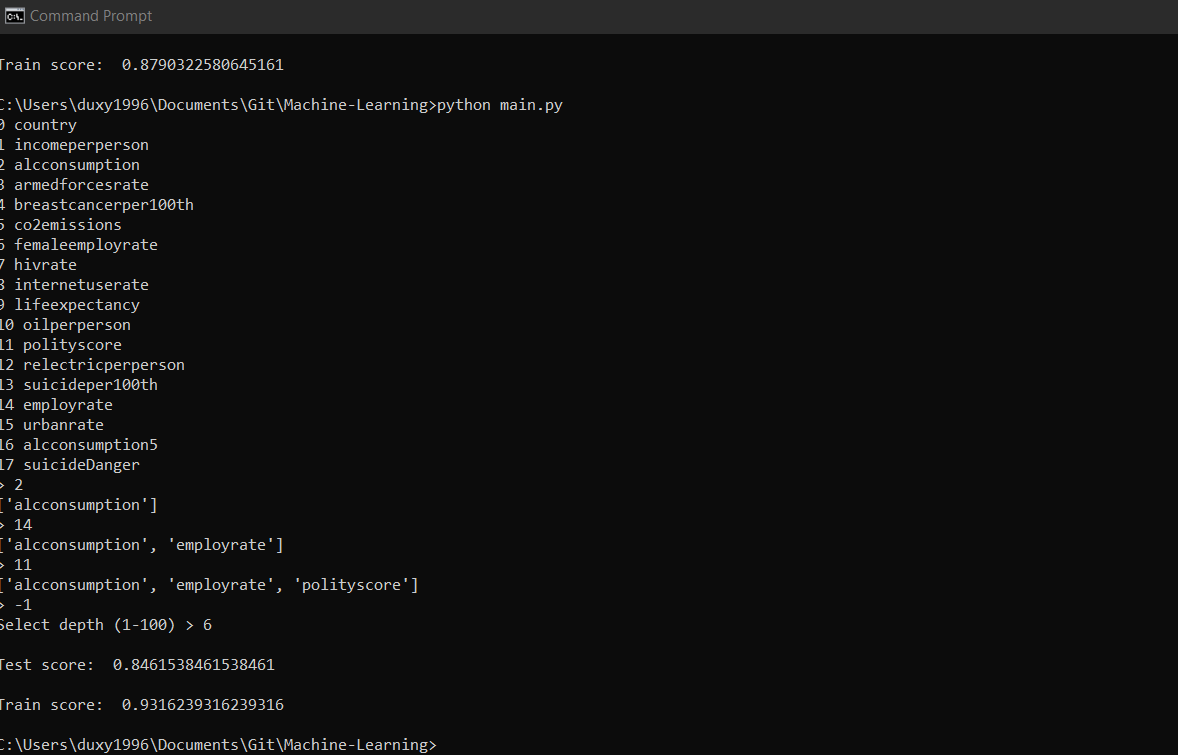 Command Prompt
Train score:  0.8790322580645161
C:\Users\duxy1996\Documents\Git\Machine-Learning>python main.py
0 country
1 incomeperperson
2 alcconsumption
3 armedforcesrate
4 breastcancerper100th
5 co2emissions
6 femaleemployrate
7 hivrate
8 internetuserate
9 lifeexpectancy
10 oilperperson
11 polityscore
12 relectricperperson
13 suicideper100th
14 employrate
15 urbanrate
16 alcconsumption5
17 suicideDanger
> 2
['alcconsumption']
> 14
['alcconsumption', 'employrate']
> 11
['alcconsumption', 'employrate', 'polityscore']
> -1
Select depth (1-100) > 6
Test score:  0.8461538461538461
Train score:  0.9316239316239316
C:\Users\duxy1996\Documents\Git\Machine-Learning>